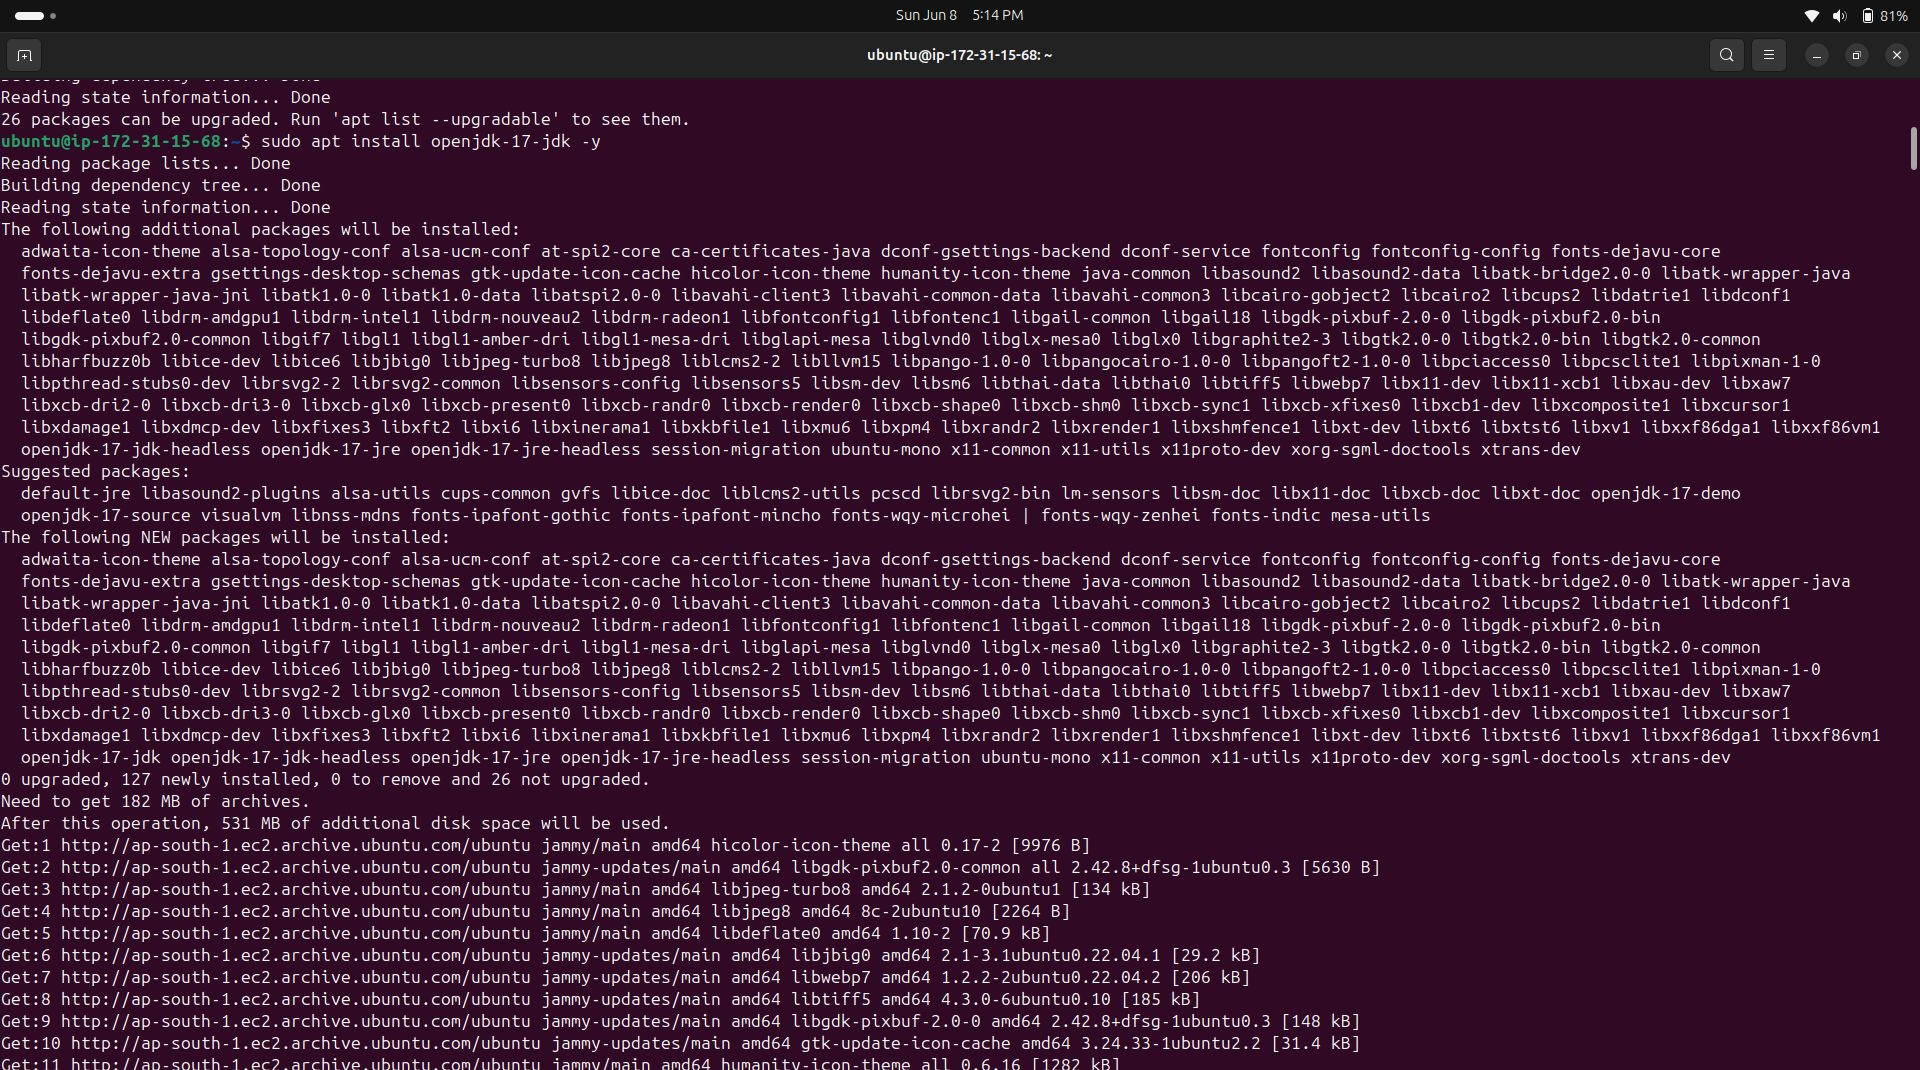 Sun Jun 8 5:14 PM
81%
ubuntu@ip-172-31-15-68: ~
Building dependency tree... Done
Reading state information... Done
26 packages can be upgraded. Run 'apt list --upgradable' to see them.
ubuntu@ip-172-31-15-68:~$ sudo apt install openjdk-17-jdk -y
Reading package lists... Done
Building dependency tree... Done
Reading state information... Done
The following additional packages will be installed:
  adwaita-icon-theme alsa-topology-conf alsa-ucm-conf at-spi2-core ca-certificates-java dconf-gsettings-backend dconf-service fontconfig fontconfig-config fonts-dejavu-core
  fonts-dejavu-extra gsettings-desktop-schemas gtk-update-icon-cache hicolor-icon-theme humanity-icon-theme java-common libasound2 libasound2-data libatk-bridge2.0-0 libatk-wrapper-java
  libatk-wrapper-java-jni libatk1.0-0 libatk1.0-data libatspi2.0-0 libavahi-client3 libavahi-common-data libavahi-common3 libcairo-gobject2 libcairo2 libcups2 libdatrie1 libdconf1
  libdeflate0 libdrm-amdgpu1 libdrm-intel1 libdrm-nouveau2 libdrm-radeon1 libfontconfig1 libfontenc1 libgail-common libgail18 libgdk-pixbuf-2.0-0 libgdk-pixbuf2.0-bin
  libgdk-pixbuf2.0-common libgif7 libgl1 libgl1-amber-dri libgl1-mesa-dri libglapi-mesa libglvnd0 libglx-mesa0 libglx0 libgraphite2-3 libgtk2.0-0 libgtk2.0-bin libgtk2.0-common
  libharfbuzz0b libice-dev libice6 libjbig0 libjpeg-turbo8 libjpeg8 liblcms2-2 libllvm15 libpango-1.0-0 libpangocairo-1.0-0 libpangoft2-1.0-0 libpciaccess0 libpcsclite1 libpixman-1-0
  libpthread-stubs0-dev librsvg2-2 librsvg2-common libsensors-config libsensors5 libsm-dev libsm6 libthai-data libthai0 libtiff5 libwebp7 libx11-dev libx11-xcb1 libxau-dev libxaw7
  libxcb-dri2-0 libxcb-dri3-0 libxcb-glx0 libxcb-present0 libxcb-randr0 libxcb-render0 libxcb-shape0 libxcb-shm0 libxcb-sync1 libxcb-xfixes0 libxcb1-dev libxcomposite1 libxcursor1
  libxdamage1 libxdmcp-dev libxfixes3 libxft2 libxi6 libxinerama1 libxkbfile1 libxmu6 libxpm4 libxrandr2 libxrender1 libxshmfence1 libxt-dev libxt6 libxtst6 libxv1 libxxf86dga1 libxxf86vm1
  openjdk-17-jdk-headless openjdk-17-jre openjdk-17-jre-headless session-migration ubuntu-mono x11-common x11-utils x11proto-dev xorg-sgml-doctools xtrans-dev
Suggested packages:
  default-jre libasound2-plugins alsa-utils cups-common gvfs libice-doc liblcms2-utils pcscd librsvg2-bin lm-sensors libsm-doc libx11-doc libxcb-doc libxt-doc openjdk-17-demo
  openjdk-17-source visualvm libnss-mdns fonts-ipafont-gothic fonts-ipafont-mincho fonts-wqy-microhei | fonts-wqy-zenhei fonts-indic mesa-utils
The following NEW packages will be installed:
  adwaita-icon-theme alsa-topology-conf alsa-ucm-conf at-spi2-core ca-certificates-java dconf-gsettings-backend dconf-service fontconfig fontconfig-config fonts-dejavu-core
  fonts-dejavu-extra gsettings-desktop-schemas gtk-update-icon-cache hicolor-icon-theme humanity-icon-theme java-common libasound2 libasound2-data libatk-bridge2.0-0 libatk-wrapper-java
  libatk-wrapper-java-jni libatk1.0-0 libatk1.0-data libatspi2.0-0 libavahi-client3 libavahi-common-data libavahi-common3 libcairo-gobject2 libcairo2 libcups2 libdatrie1 libdconf1
  libdeflate0 libdrm-amdgpu1 libdrm-intel1 libdrm-nouveau2 libdrm-radeon1 libfontconfig1 libfontenc1 libgail-common libgail18 libgdk-pixbuf-2.0-0 libgdk-pixbuf2.0-bin
  libgdk-pixbuf2.0-common libgif7 libgl1 libgl1-amber-dri libgl1-mesa-dri libglapi-mesa libglvnd0 libglx-mesa0 libglx0 libgraphite2-3 libgtk2.0-0 libgtk2.0-bin libgtk2.0-common
  libharfbuzz0b libice-dev libice6 libjbig0 libjpeg-turbo8 libjpeg8 liblcms2-2 libllvm15 libpango-1.0-0 libpangocairo-1.0-0 libpangoft2-1.0-0 libpciaccess0 libpcsclite1 libpixman-1-0
  libpthread-stubs0-dev librsvg2-2 librsvg2-common libsensors-config libsensors5 libsm-dev libsm6 libthai-data libthai0 libtiff5 libwebp7 libx11-dev libx11-xcb1 libxau-dev libxaw7
  libxcb-dri2-0 libxcb-dri3-0 libxcb-glx0 libxcb-present0 libxcb-randr0 libxcb-render0 libxcb-shape0 libxcb-shm0 libxcb-sync1 libxcb-xfixes0 libxcb1-dev libxcomposite1 libxcursor1
  libxdamage1 libxdmcp-dev libxfixes3 libxft2 libxi6 libxinerama1 libxkbfile1 libxmu6 libxpm4 libxrandr2 libxrender1 libxshmfence1 libxt-dev libxt6 libxtst6 libxv1 libxxf86dga1 libxxf86vm1
  openjdk-17-jdk openjdk-17-jdk-headless openjdk-17-jre openjdk-17-jre-headless session-migration ubuntu-mono x11-common x11-utils x11proto-dev xorg-sgml-doctools xtrans-dev
0 upgraded, 127 newly installed, 0 to remove and 26 not upgraded.
Need to get 182 MB of archives.
After this operation, 531 MB of additional disk space will be used.
Get:1 http://ap-south-1.ec2.archive.ubuntu.com/ubuntu jammy/main amd64 hicolor-icon-theme all 0.17-2 [9976 B]
Get:2 http://ap-south-1.ec2.archive.ubuntu.com/ubuntu jammy-updates/main amd64 libgdk-pixbuf2.0-common all 2.42.8+dfsg-1ubuntu0.3 [5630 B]
Get:3 http://ap-south-1.ec2.archive.ubuntu.com/ubuntu jammy/main amd64 libjpeg-turbo8 amd64 2.1.2-0ubuntu1 [134 kB]
Get:4 http://ap-south-1.ec2.archive.ubuntu.com/ubuntu jammy/main amd64 libjpeg8 amd64 8c-2ubuntu10 [2264 B]
Get:5 http://ap-south-1.ec2.archive.ubuntu.com/ubuntu jammy/main amd64 libdeflate0 amd64 1.10-2 [70.9 kB]
Get:6 http://ap-south-1.ec2.archive.ubuntu.com/ubuntu jammy-updates/main amd64 libjbig0 amd64 2.1-3.1ubuntu0.22.04.1 [29.2 kB]
Get:7 http://ap-south-1.ec2.archive.ubuntu.com/ubuntu jammy-updates/main amd64 libwebp7 amd64 1.2.2-2ubuntu0.22.04.2 [206 kB]
Get:8 http://ap-south-1.ec2.archive.ubuntu.com/ubuntu jammy-updates/main amd64 libtiff5 amd64 4.3.0-6ubuntu0.10 [185 kB]
Get:9 http://ap-south-1.ec2.archive.ubuntu.com/ubuntu jammy-updates/main amd64 libgdk-pixbuf-2.0-0 amd64 2.42.8+dfsg-1ubuntu0.3 [148 kB]
Get:10 http://ap-south-1.ec2.archive.ubuntu.com/ubuntu jammy-updates/main amd64 gtk-update-icon-cache amd64 3.24.33-1ubuntu2.2 [31.4 kB]
Get:11 http://ap-south-1.ec2.archive.ubuntu.com/ubuntu jammy/main amd64 humanity-icon-theme all 0.6.16 [1282 kB]